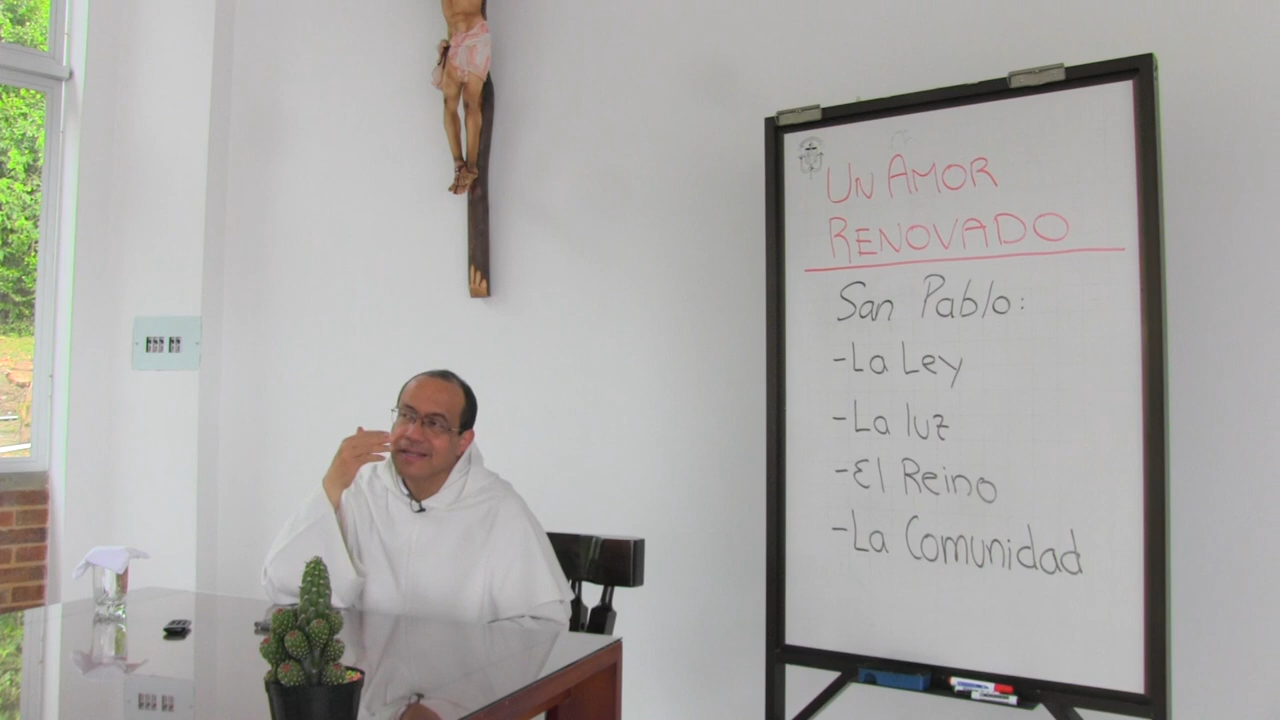 UN AMOR
RENOVADO
San Pablo:
-La Ley
-La luz
-El Reino
-La Comunidad